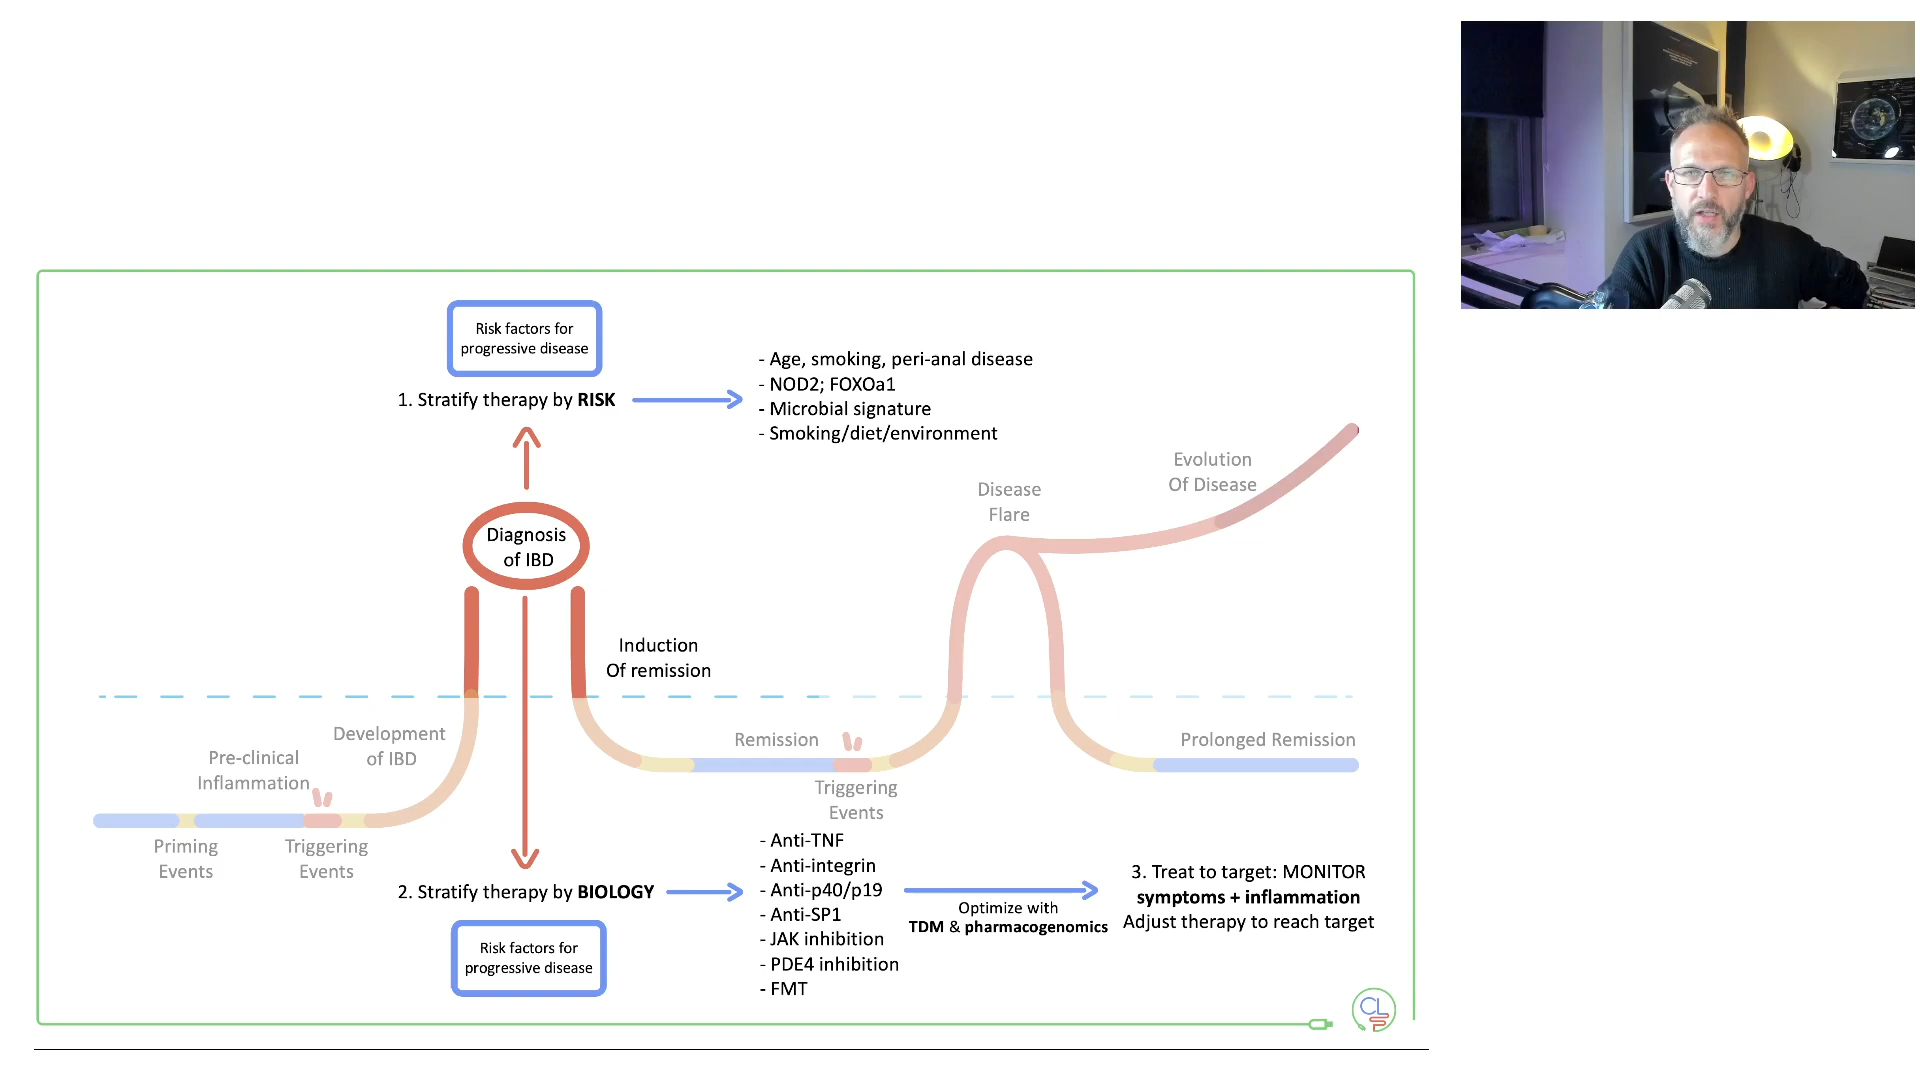 Risk factors for
progressive disease
1. Stratify therapy by RISK
- Age, smoking, peri-anal disease
- NOD2; FOXOa1
- Microbial signature
- Smoking/diet/environment
Diagnosis
of IBD
Disease
Flare
Evolution
Of Disease
Induction
Of remission
Pre-clinical
Inflammation
Development
of IBD
Remission
Prolonged Remission
Priming
Events
Triggering
Events
Triggering
Events
2. Stratify therapy by BIOLOGY
Risk factors for
progressive disease
- Anti-TNF
- Anti-integrin
- Anti-p40/p19
- Anti-SP1
- JAK inhibition
- PDE4 inhibition
- FMT
Optimize with
TDM & pharmacogenomics
3. Treat to target: MONITOR
symptoms + inflammation
Adjust therapy to reach target
CL